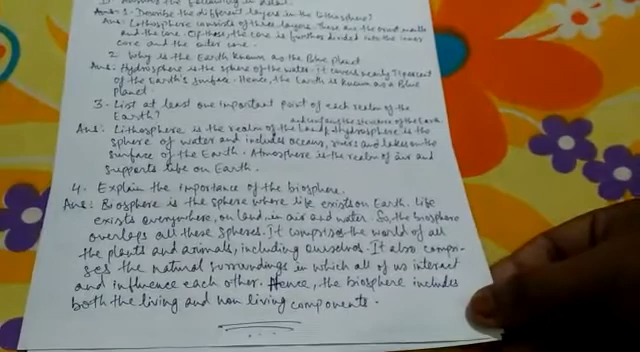 D. Answer the following in detail.
Ques: 1. Describe the different layers in the lithosphere?
Ans: Lithosphere consists of three layers. These are the crust, mantle
and the core. Of those, the core is further divided into the inner
core and the outer core.
2. Why is the Earth known as the Blue planet
Ans: Hydrosphere is the sphere of the water. It covers nearly 71 percent
of the Earth's surface. Hence, the Earth is known as a Blue
Planet.
3. List at least one important point of each realm of the
Earth?
and the structure of the Earth.
Ans: Lithosphere is the realm of the land. Hydrosphere is the
sphere of water and includes oceans, rivers and lakes on the
surface of the Earth. Atmosphere is the realm of air and
supports life on Earth.
4. Explain the importance of the biosphere.
Ans: Biosphere is the sphere where life exists on Earth. Life
exists everywhere, on land, in air and water. So, the biosphere
overlaps all these spheres. It comprises the world of all
the plants and animals, including ourselves. It also compri-
ses the natural surroundings in which all of us interact
and influence each other. Hence, the biosphere includes
both the living and non living components.